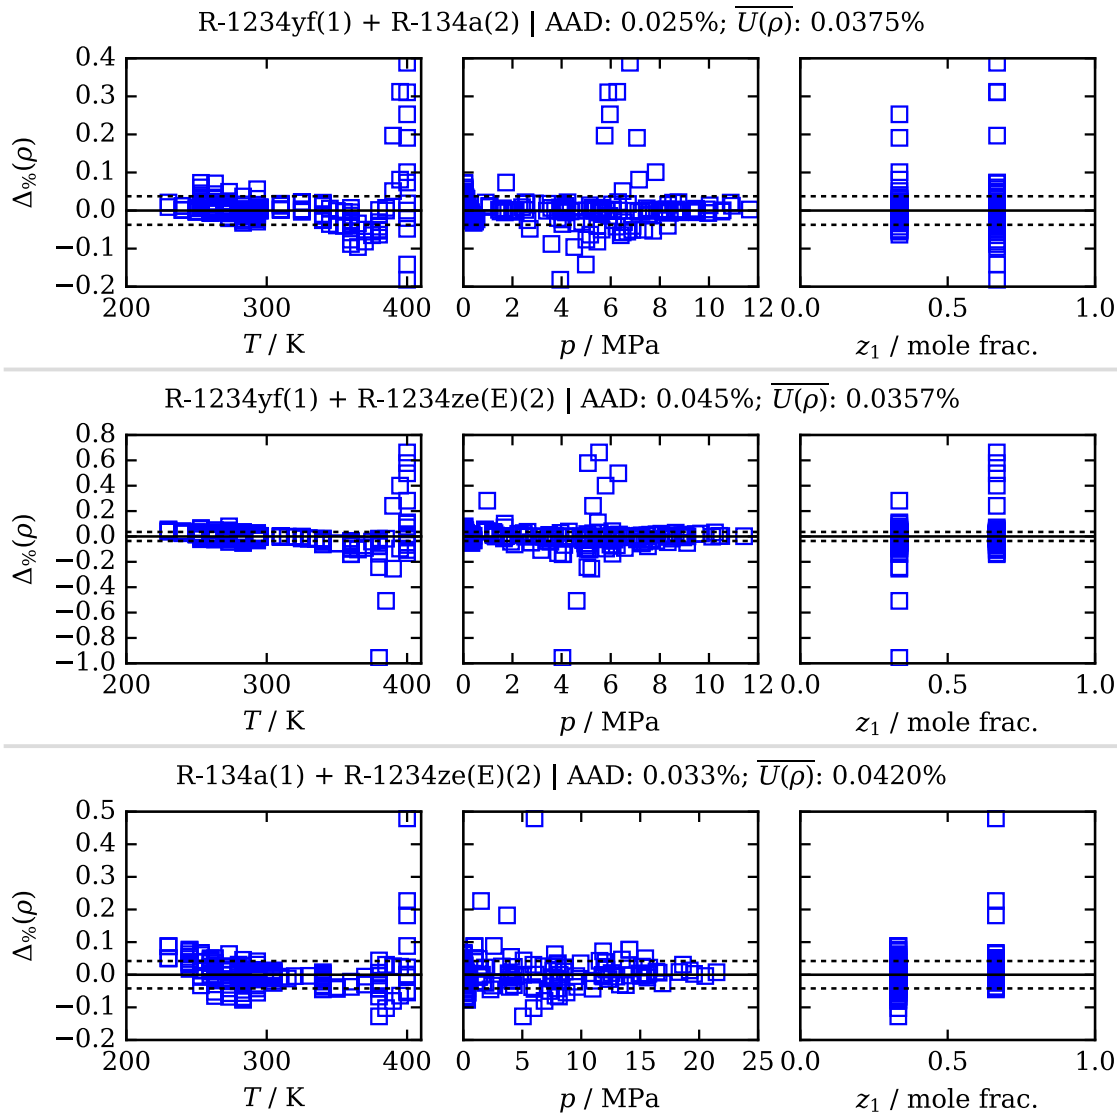 R-1234yf(1) + R-134a(2) | AAD: 0.025%; U(ρ): 0.0375%
Δ%(ρ)
0.4
0.3
0.2
0.1
0.0
−0.1
−0.2
200 300 400
0 2 4 6 8 10 12
0.0 0.5 1.0
T / K
p / MPa
z1 / mole frac.
R-1234yf(1) + R-1234ze(E)(2) | AAD: 0.045%; U(ρ): 0.0357%
Δ%(ρ)
0.8
0.6
0.4
0.2
0.0
−0.2
−0.4
−0.6
−0.8
−1.0
200 300 400
0 2 4 6 8 10 12
0.0 0.5 1.0
T / K
p / MPa
z1 / mole frac.
R-134a(1) + R-1234ze(E)(2) | AAD: 0.033%; U(ρ): 0.0420%
Δ%(ρ)
0.5
0.4
0.3
0.2
0.1
0.0
−0.1
−0.2
200 300 400
0 5 10 15 20 25
0.0 0.5 1.0
T / K
p / MPa
z1 / mole frac.